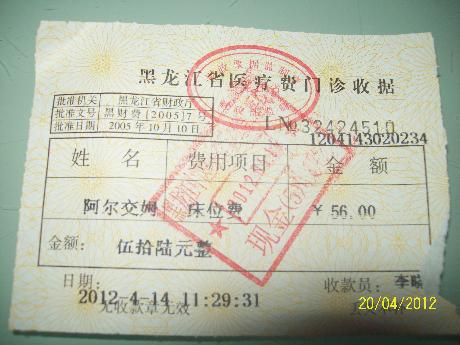 黑龙江省医疗费门诊收据
批准机关 黑龙江省财政厅
批准文号 黑财费[2005]7号
批准日期 2005年10月10日
№32424510
1204143020234
姓名 费用项目 金额
阿尔交姆 床位费 ¥56.00
金额: 伍拾陆元整
日期: 收款员: 李
2012.4.14 11:29:31
无收款章无效
现金
20/04/2012